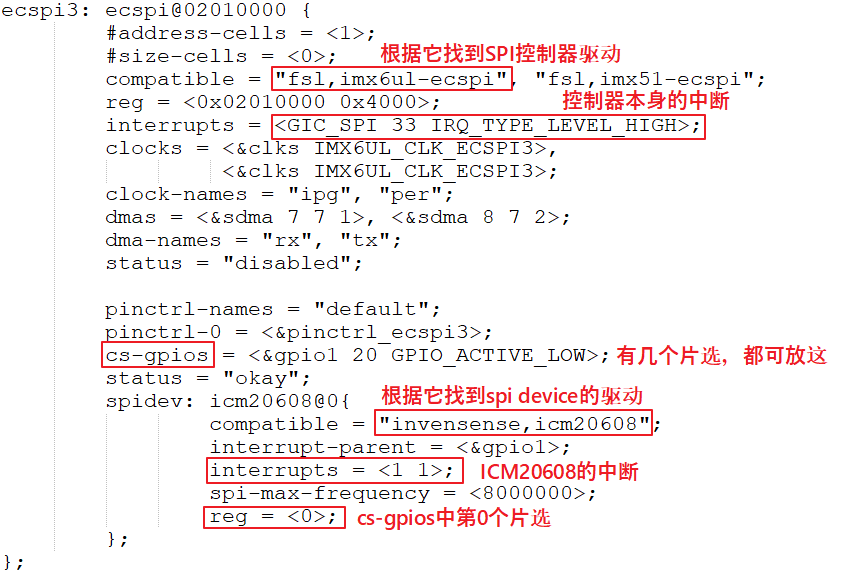 ecspi3: ecspi@02010000 {
#address-cells = <1>;
#size-cells = <0>; 根据它找到SPI控制器驱动
compatible = "fsl,imx6ul-ecspi", "fsl,imx51-ecspi";
reg = <0x02010000 0x4000>; 控制器本身的中断
interrupts = <GIC_SPI 33 IRQ_TYPE_LEVEL_HIGH>;
clocks = <&clks IMX6UL_CLK_ECSPI3>,
<&clks IMX6UL_CLK_ECSPI3>;
clock-names = "ipg", "per";
dmas = <&sdma 7 7 1>, <&sdma 8 7 2>;
dma-names = "rx", "tx";
status = "disabled";
pinctrl-names = "default";
pinctrl-0 = <&pinctrl_ecspi3>;
cs-gpios = <&gpio1 20 GPIO_ACTIVE_LOW>; 有几个片选，都可放这
status = "okay";
spidev: icm20608@0{ 根据它找到spi device的驱动
compatible = "invensense,icm20608";
interrupt-parent = <&gpio1>;
interrupts = <1 1>; ICM20608的中断
spi-max-frequency = <8000000>;
reg = <0>; cs-gpios中第0个片选
};
};